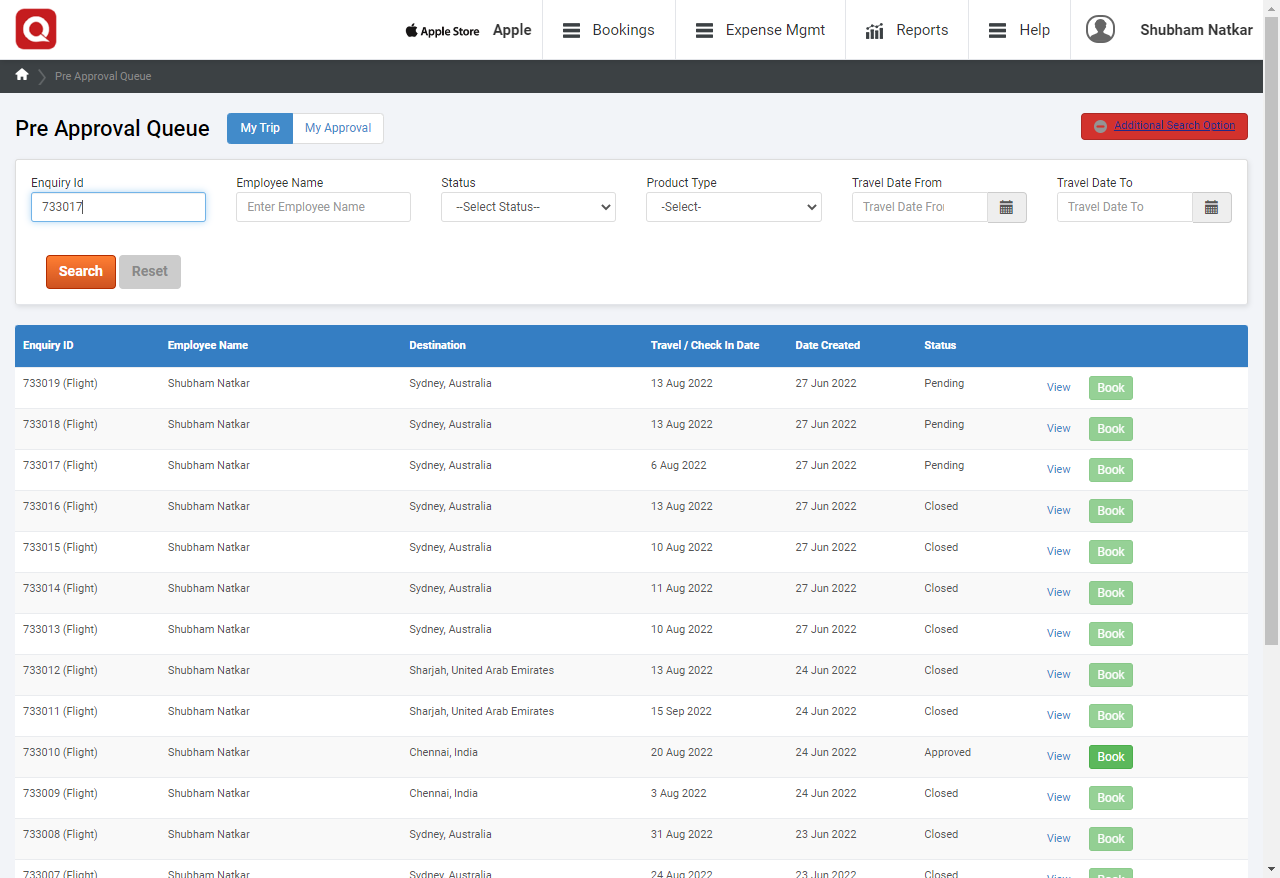 Apple Store Apple Bookings Expense Mgmt Reports Help Shubham Natkar
Pre Approval Queue
Pre Approval Queue My Trip My Approval Additional Search Option
Enquiry Id Employee Name Status Product Type Travel Date From Travel Date To
733017 Enter Employee Name --Select Status-- -Select- Travel Date From Travel Date To
Search Reset
Enquiry ID Employee Name Destination Travel / Check In Date Date Created Status
733019 (Flight) Shubham Natkar Sydney, Australia 13 Aug 2022 27 Jun 2022 Pending View Book
733018 (Flight) Shubham Natkar Sydney, Australia 13 Aug 2022 27 Jun 2022 Pending View Book
733017 (Flight) Shubham Natkar Sydney, Australia 6 Aug 2022 27 Jun 2022 Pending View Book
733016 (Flight) Shubham Natkar Sydney, Australia 13 Aug 2022 27 Jun 2022 Closed View Book
733015 (Flight) Shubham Natkar Sydney, Australia 10 Aug 2022 27 Jun 2022 Closed View Book
733014 (Flight) Shubham Natkar Sydney, Australia 11 Aug 2022 27 Jun 2022 Closed View Book
733013 (Flight) Shubham Natkar Sydney, Australia 10 Aug 2022 27 Jun 2022 Closed View Book
733012 (Flight) Shubham Natkar Sharjah, United Arab Emirates 13 Aug 2022 24 Jun 2022 Closed View Book
733011 (Flight) Shubham Natkar Sharjah, United Arab Emirates 15 Sep 2022 24 Jun 2022 Closed View Book
733010 (Flight) Shubham Natkar Chennai, India 20 Aug 2022 24 Jun 2022 Approved View Book
733009 (Flight) Shubham Natkar Chennai, India 3 Aug 2022 24 Jun 2022 Closed View Book
733008 (Flight) Shubham Natkar Sydney, Australia 31 Aug 2022 23 Jun 2022 Closed View Book
733007 (Flight) Shubham Natkar Sydney, Australia 24 Aug 2022 23 Jun 2022 Closed View Book